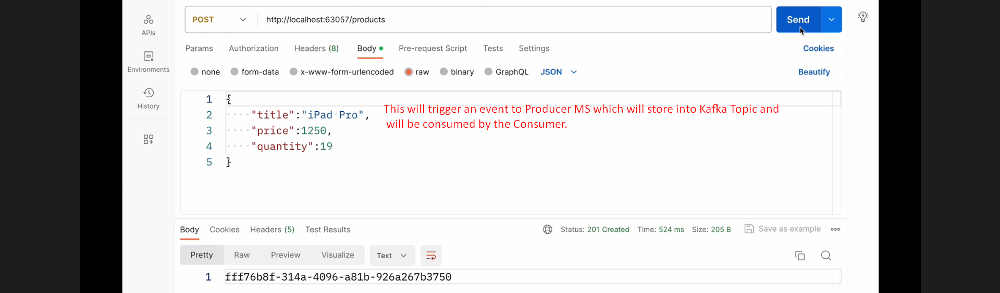 POST
http://localhost:63057/products
Send
APIs
Params Authorization Headers (8) Body Pre-request Script Tests Settings Cookies
Environments
none form-data x-www-form-urlencoded raw binary GraphQL JSON Beautify
History
1 {
2 "title":"iPad Pro",
3 "price":1250,
4 "quantity":19
5 }
This will trigger an event to Producer MS which will store into Kafka Topic and
will be consumed by the Consumer.
Body Cookies Headers (5) Test Results Status: 201 Created Time: 524 ms Size: 205 B Save as example
Pretty Raw Preview Visualize Text
1 fff76b8f-314a-4096-a81b-926a267b3750